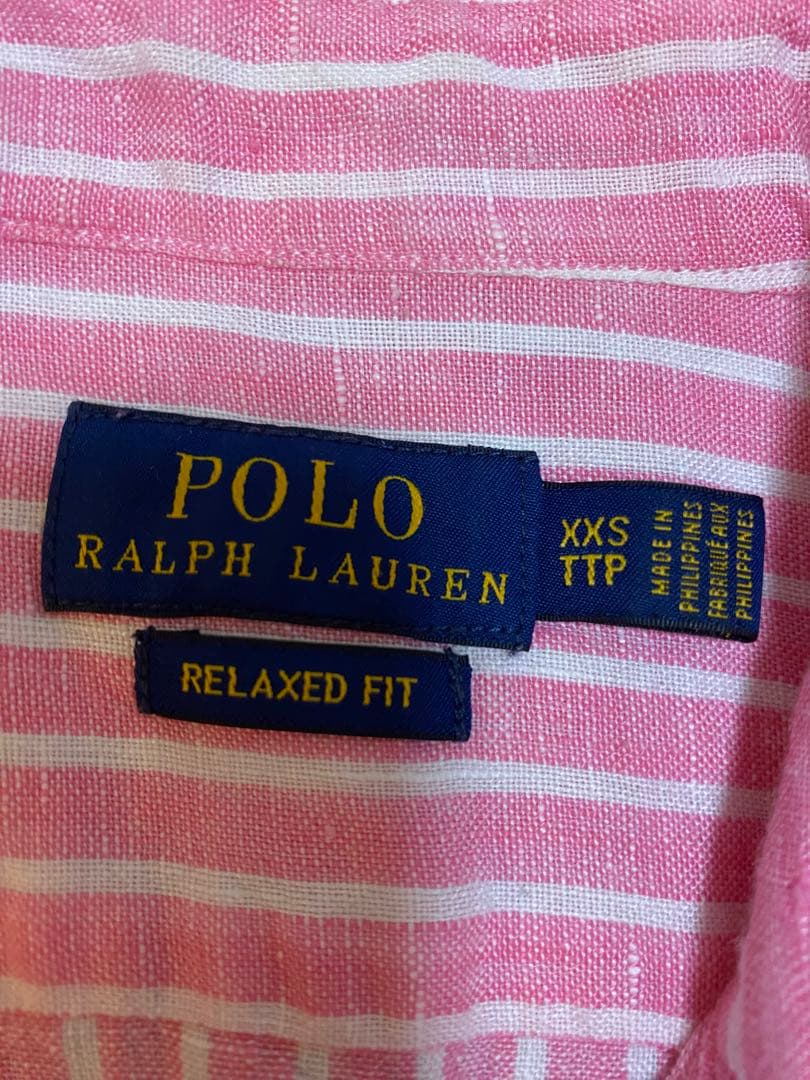 POLO
RALPH LAUREN
XXS
TTP
MADE IN
PHILIPPINES
FABRIQUÉ AUX
PHILIPPINES
RELAXED FIT